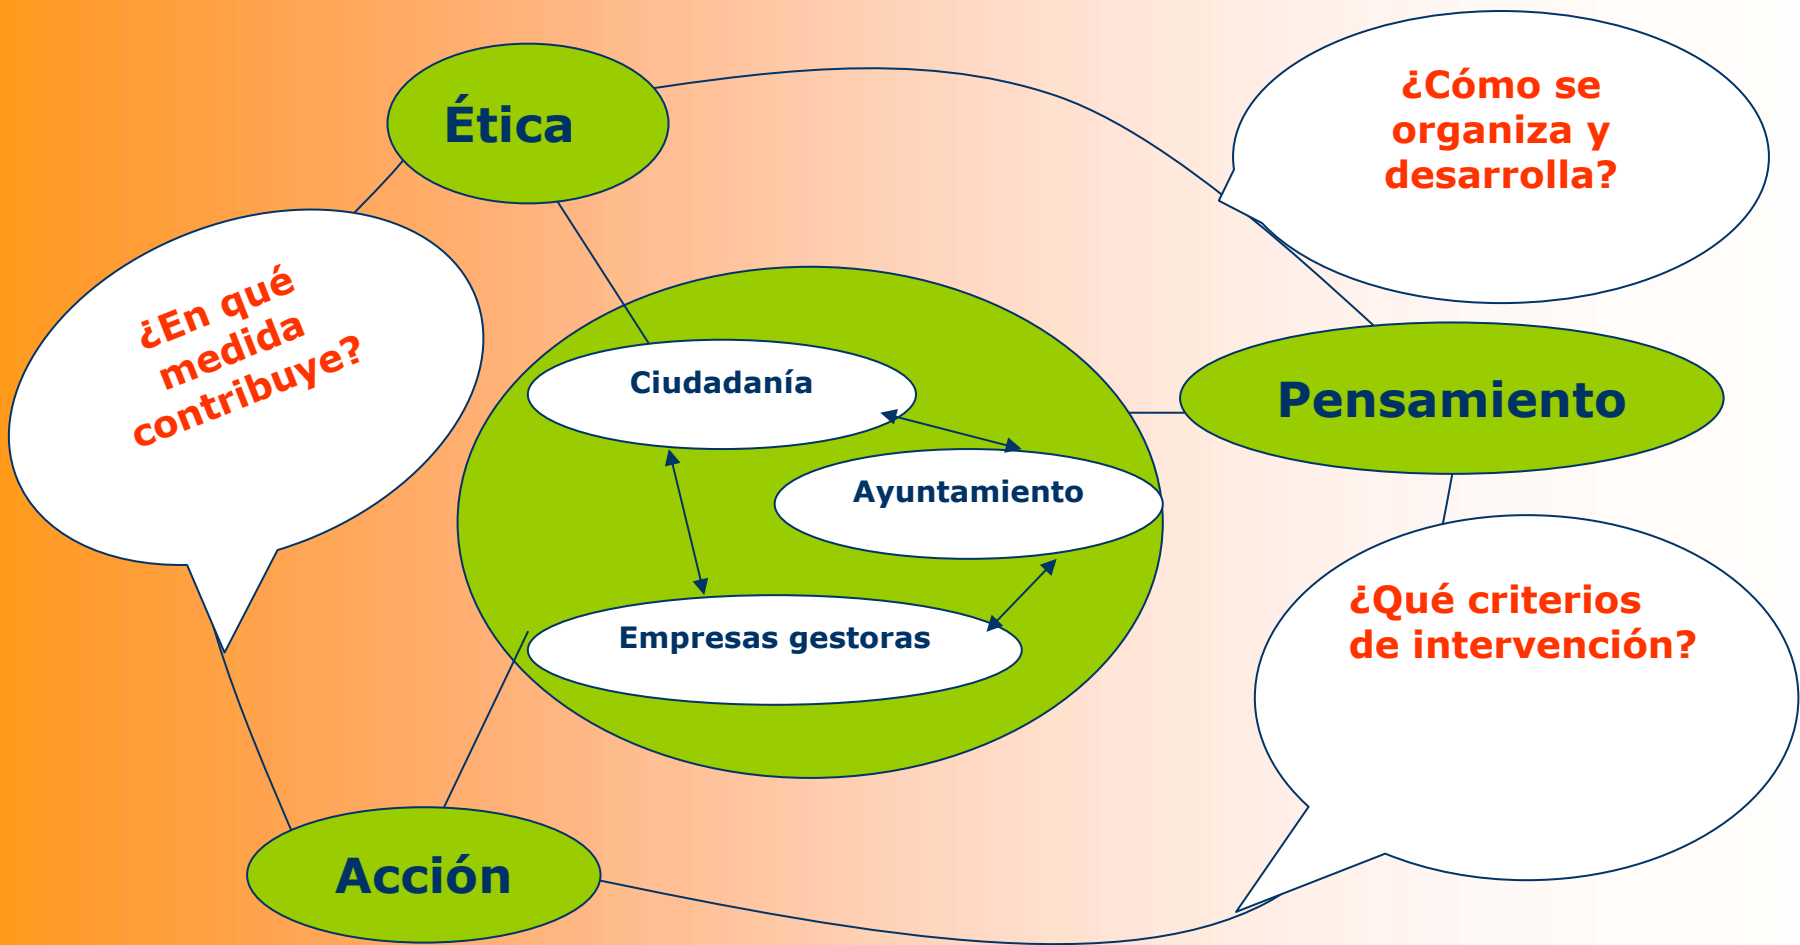 Ética
¿Cómo se
organiza y
desarrolla?
¿En qué
medida
contribuye?
Ciudadanía
Pensamiento
Ayuntamiento
Empresas gestoras
¿Qué criterios
de intervención?
Acción